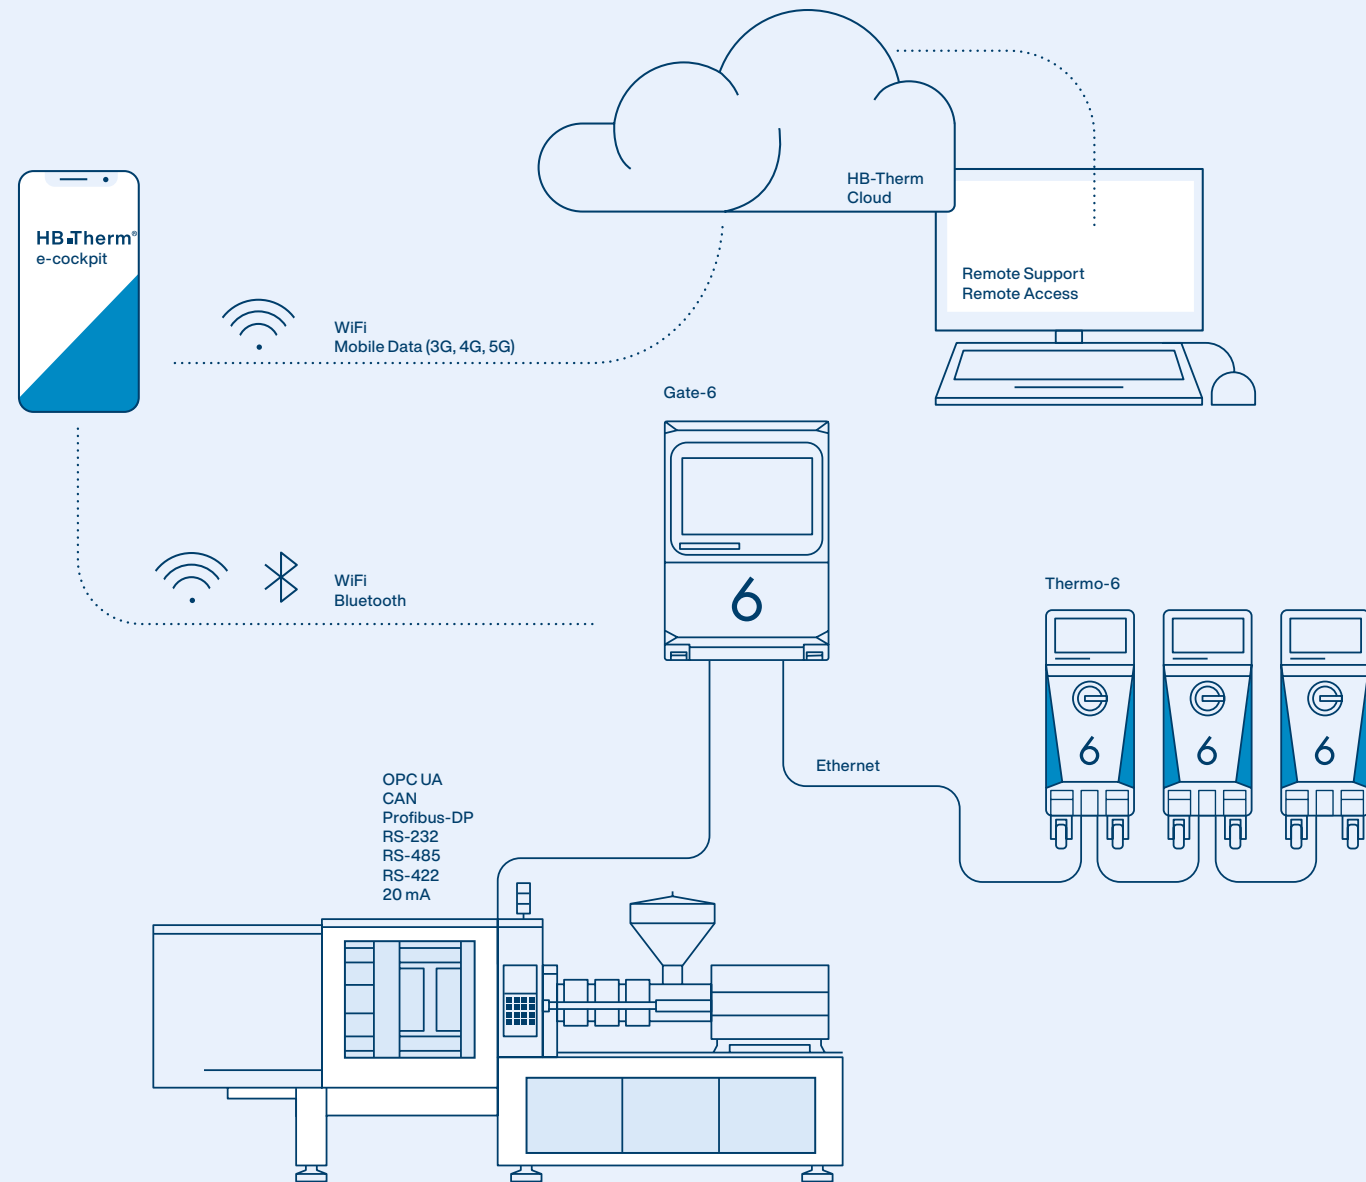 HB-Therm
Cloud
HB Therm®
e-cockpit
Remote Support
Remote Access
WiFi
Mobile Data (3G, 4G, 5G)
Gate-6
WiFi
Bluetooth
6
Thermo-6
6
6
6
Ethernet
OPC UA
CAN
Profibus-DP
RS-232
RS-485
RS-422
20 mA